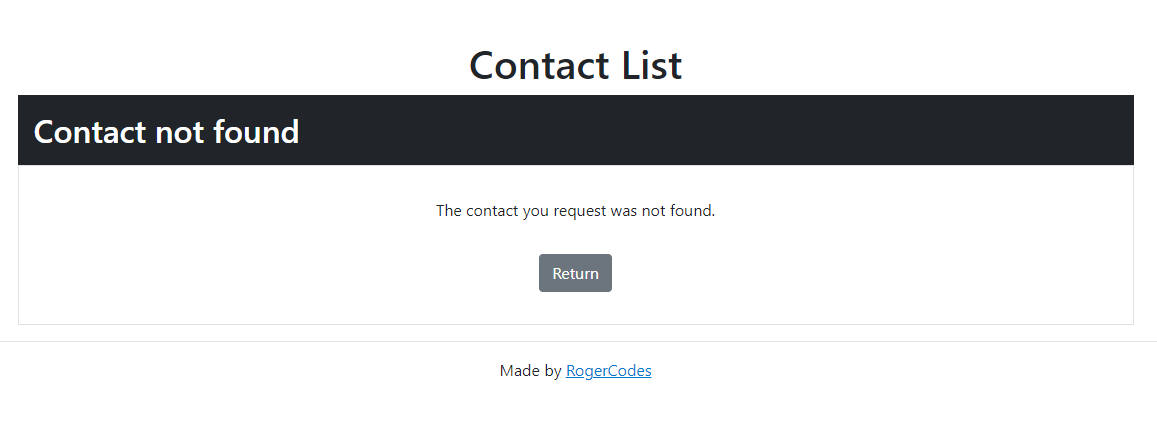 Contact List
Contact not found
The contact you request was not found.
Return
Made by RogerCodes